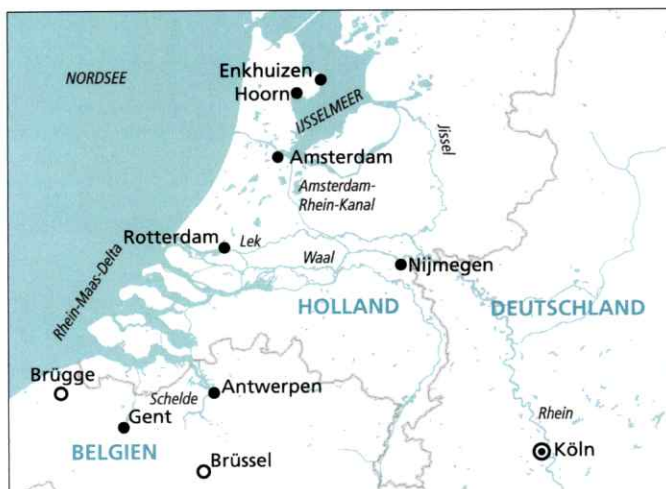 NORDSEE
Enkhuizen
Hoorn
IJSSELMEER
Jissel
Amsterdam
Amsterdam-
Rhein-Kanal
Rotterdam
Lek
Waal
Nijmegen
Rhein-Maas-Delta
HOLLAND
DEUTSCHLAND
Brügge
Schelde
Antwerpen
Gent
BELGIEN
Brüssel
Rhein
Köln